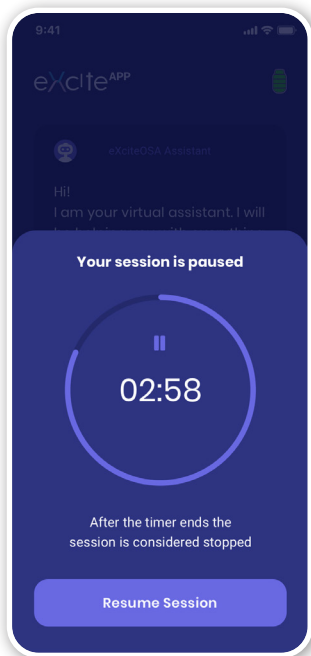 9:41
eXciteAPP
eXciteOSA Assistant
Hi!
I am your virtual assistant. I will
Your session is paused
02:58
After the timer ends the
session is considered stopped
Resume Session